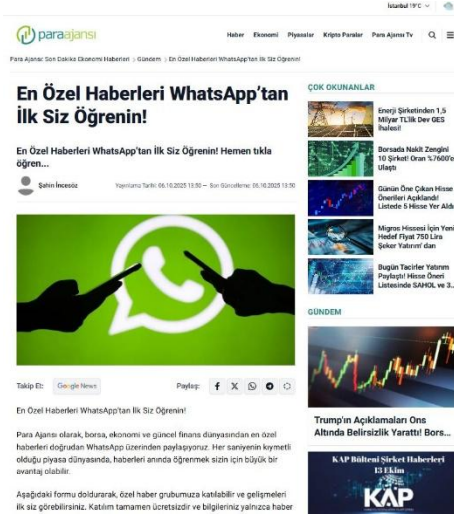 İstanbul 19°C
paraajansı
Haber Ekonomi Piyasalar Kripto Paralar Para Ajansı Tv
Para Ajansı: Son Dakika Ekonomi Haberleri > Gündem > En Özel Haberleri WhatsApp'tan İlk Siz Öğrenin!
En Özel Haberleri WhatsApp'tan
İlk Siz Öğrenin!
En Özel Haberleri WhatsApp'tan İlk Siz Öğrenin! Hemen tıkla
öğren...
Şahin İncesöz
Yayınlama Tarihi: 06.10.2025 13:50 — Son Güncelleme: 06.10.2025 13:50
Takip Et: Google News
Paylaş:
En Özel Haberleri WhatsApp'tan İlk Siz Öğrenin!
Para Ajansı olarak, borsa, ekonomi ve güncel finans dünyasından en özel
haberleri doğrudan WhatsApp üzerinden paylaşıyoruz. Her saniyenin kıymetli
olduğu piyasa dünyasında, haberleri anında öğrenmek sizin için büyük bir
avantaj olabilir.
Aşağıdaki formu doldurarak, özel haber grubumuza katılabilir ve gelişmeleri
ilk siz görebilirsiniz. Katılım tamamen ücretsizdir ve bilgileriniz yalnızca haber
ÇOK OKUNANLAR
Enerji Şirketinden 1,5
Milyar TL'lik Dev GES
İhalesi!
Borsada Nakit Zengini
10 Şirket! Oran %7600'e
Ulaştı
Günün Öne Çıkan Hisse
Önerileri Açıklandı!
Listede 5 Hisse Yer Aldı
Migros Hissesi İçin Yeni
Hedef Fiyat 750 Lira
Şeker Yatırım' dan
Bugün Tacirler Yatırım
Paylaştı! Hisse Öneri
Listesinde SAHOL ve 3..
GÜNDEM
Trump'ın Açıklamaları Ons
Altında Belirsizlik Yarattı! Bors...
KAP Bülteni Şirket Haberleri
13 Ekim
KAP